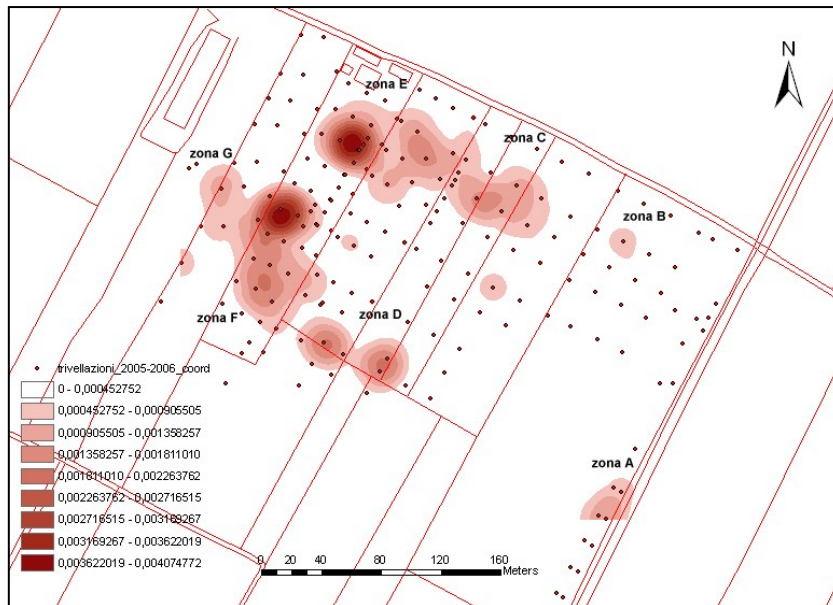 N
zona E
zona C
zona G
zona B
zona D
zona F
trivellazioni_2005-2006_coord
0 - 0,000452752
0,000452752 - 0,000905505
0,000905505 - 0,001358257
0,001358257 - 0,001811010
0,001811010 - 0,002263762
0,002263762 - 0,002716515
0,002716515 - 0,003169267
0,003169267 - 0,003622019
0,003622019 - 0,004074772
zona A
0 20 40 80 120 160
Meters